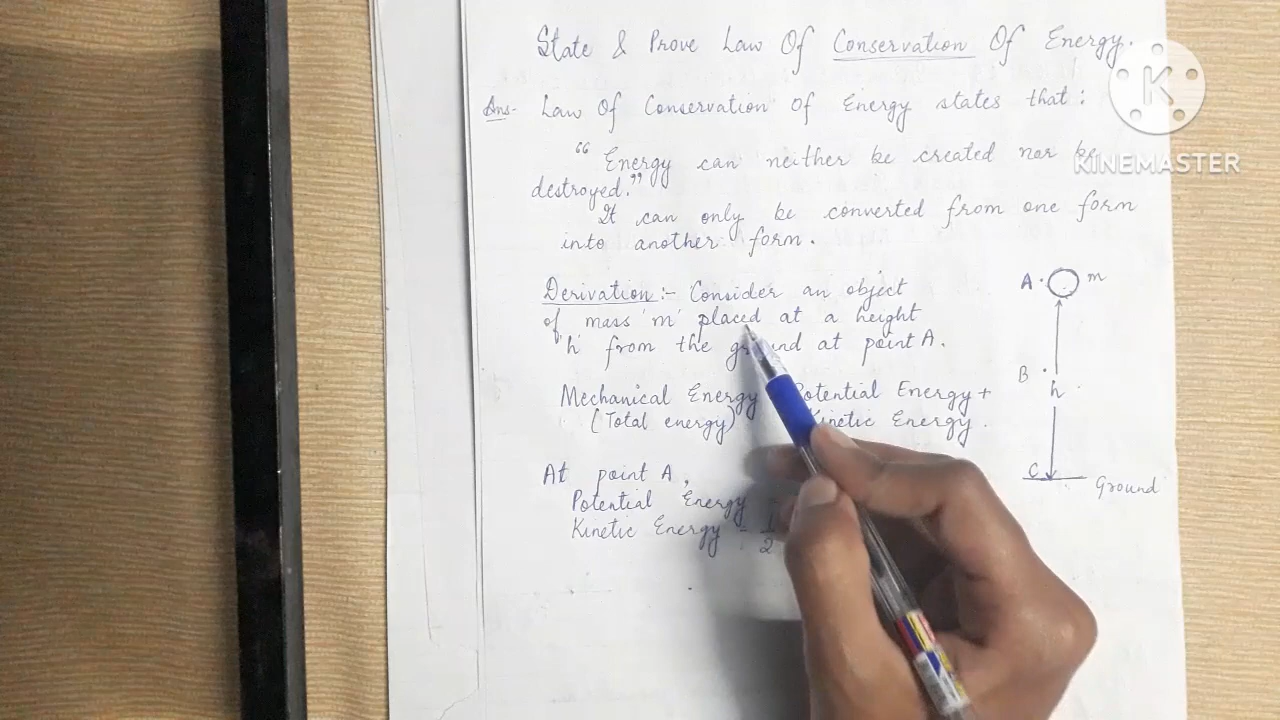 State & Prove Law Of Conservation Of Energy.
Ans- Law Of Conservation Of Energy states that :
" Energy can neither be created nor be
destroyed."
It can only be converted from one form
into another form.
Derivation :- Consider an object
of mass 'm' placed at a height
'h' from the ground at point A.
Mechanical Energy Potential Energy +
(Total energy) Kinetic Energy.
At point A,
Potential Energy =
Kinetic Energy = 1/2
A m
B
h
C
Ground
K
KINEMASTER